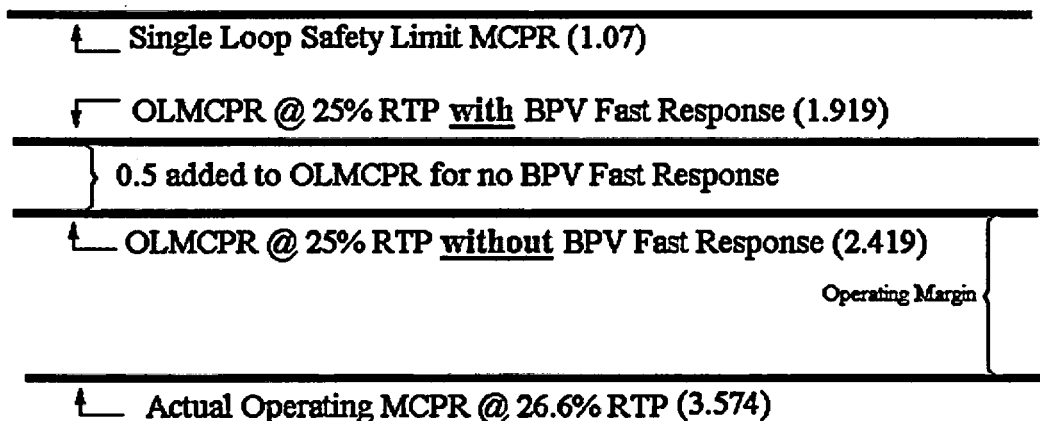 Single Loop Safety Limit MCPR (1.07)
OLMCPR @ 25% RTP with BPV Fast Response (1.919)
0.5 added to OLMCPR for no BPV Fast Response
OLMCPR @ 25% RTP without BPV Fast Response (2.419)
Operating Margin
Actual Operating MCPR @ 26.6% RTP (3.574)